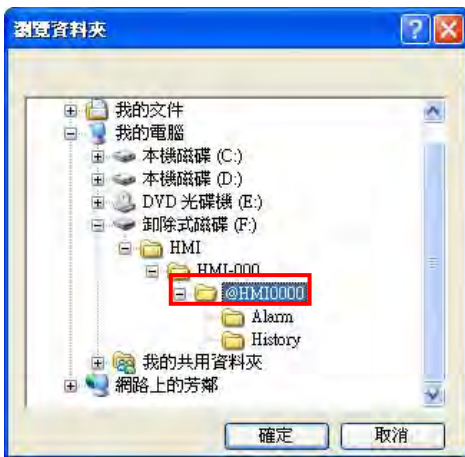 瀏覽資料夾
我的文件
我的電腦
本機磁碟 (C:)
本機磁碟 (D:)
DVD 光碟機 (E:)
卸除式磁碟 (F:)
HMI
HMI-000
@HMI0000
Alarm
History
我的共用資料夾
網路上的芳鄰
確定
取消